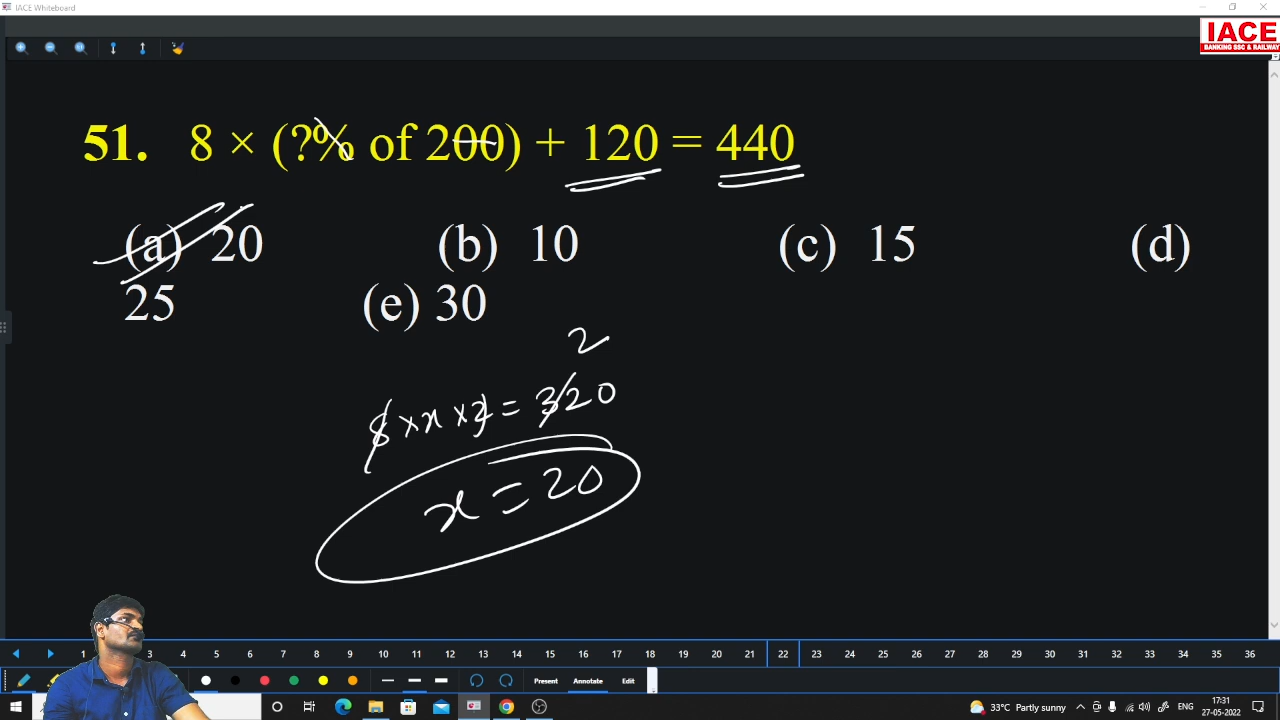 IACE Whiteboard
IACE
BANKING SSC & RAILWAY
51. 8 × (?% of 200) + 120 = 440
(a) 20 (b) 10 (c) 15 (d)
25 (e) 30
2
8 × x × 2 = 320
x = 20
1 3 4 5 6 7 8 9 10 11 12 13 14 15 16 17 18 19 20 21 22 23 24 25 26 27 28 29 30 31 32 33 34 35 36
Present Annotate Edit
33°C Partly sunny ENG 17:31
27-05-2022